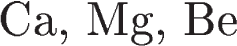 Ca, Mg, Be